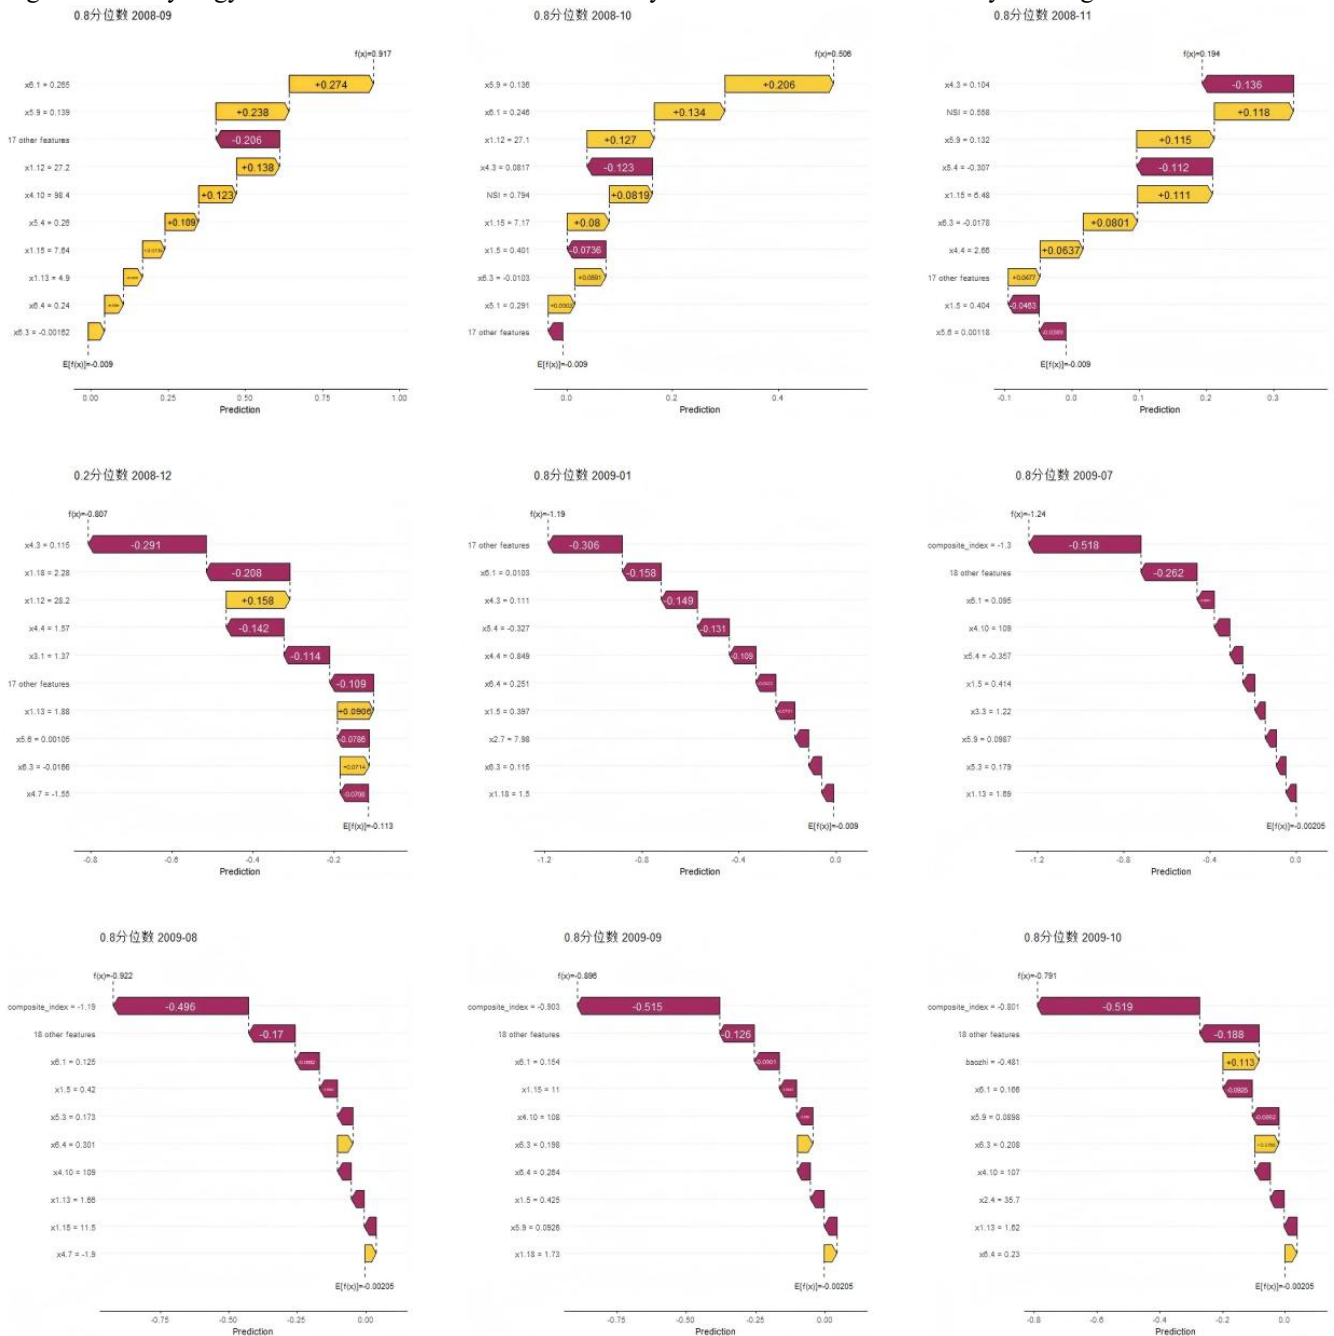 0.8分位数 2008-09
f(x)=0.917
x6.1 = 0.265
+0.274
x5.9 = 0.139
+0.238
17 other features
-0.206
x1.12 = 27.2
+0.138
x4.10 = 98.4
+0.123
x5.4 = 0.26
+0.109
x1.15 = 7.64
x1.13 = 4.9
x6.4 = 0.24
x6.3 = -0.00162
E[f(x)]=-0.009
0.00 0.25 0.50 0.75 1.00
Prediction
0.8分位数 2008-10
f(x)=0.506
x5.9 = 0.136
+0.206
x6.1 = 0.246
+0.134
x1.12 = 27.1
+0.127
x4.3 = 0.0817
-0.123
NSI = 0.794
+0.0819
x1.15 = 7.17
+0.08
x1.5 = 0.401
-0.0736
x6.3 = -0.0103
x5.1 = 0.291
17 other features
E[f(x)]=-0.009
0.0 0.2 0.4
Prediction
0.8分位数 2008-11
f(x)=0.194
x4.3 = 0.104
-0.136
NSI = 0.558
+0.118
x5.9 = 0.132
+0.115
x5.4 = -0.307
-0.112
x1.15 = 6.48
+0.111
x6.3 = -0.0178
+0.0801
x4.4 = 2.66
+0.0637
17 other features
+0.0477
x1.5 = 0.404
-0.0463
x5.6 = 0.00118
E[f(x)]=-0.009
-0.1 0.0 0.1 0.2 0.3
Prediction
0.2分位数 2008-12
f(x)=-0.807
x4.3 = 0.115
-0.291
x1.18 = 2.28
-0.208
x1.12 = 28.2
+0.158
x4.4 = 1.57
-0.142
x3.1 = 1.37
-0.114
17 other features
-0.109
x1.13 = 1.88
+0.0906
x5.6 = 0.00105
-0.0786
x6.3 = -0.0166
+0.0714
x4.7 = -1.55
-0.0708
E[f(x)]=-0.113
-0.8 -0.6 -0.4 -0.2
Prediction
0.8分位数 2009-01
f(x)=-1.19
17 other features
-0.306
x6.1 = 0.0103
-0.158
x4.3 = 0.111
-0.149
x5.4 = -0.327
-0.131
x4.4 = 0.849
-0.109
x6.4 = 0.251
x1.5 = 0.397
x2.7 = 7.98
x6.3 = 0.115
x1.18 = 1.5
E[f(x)]=-0.009
-1.2 -0.8 -0.4 0.0
Prediction
0.8分位数 2009-07
f(x)=-1.24
composite_index = -1.3
-0.518
18 other features
-0.262
x6.1 = 0.095
x4.10 = 109
x5.4 = -0.357
x1.5 = 0.414
x3.3 = 1.22
x5.9 = 0.0987
x5.3 = 0.179
x1.13 = 1.69
E[f(x)]=-0.00205
-1.2 -0.8 -0.4 0.0
Prediction
0.8分位数 2009-08
f(x)=-0.922
composite_index = -1.19
-0.496
18 other features
-0.17
x6.1 = 0.125
x1.5 = 0.42
x5.3 = 0.173
x6.4 = 0.301
x4.10 = 109
x1.13 = 1.66
x1.15 = 11.5
x4.7 = -1.9
E[f(x)]=-0.00205
-0.75 -0.50 -0.25 0.00
Prediction
0.8分位数 2009-09
f(x)=-0.896
composite_index = -0.903
-0.515
18 other features
-0.126
x6.1 = 0.154
-0.0901
x1.15 = 11
x4.10 = 108
x6.3 = 0.198
x6.4 = 0.264
x1.5 = 0.425
x5.9 = 0.0926
x1.18 = 1.73
E[f(x)]=-0.00205
-0.75 -0.50 -0.25 0.00
Prediction
0.8分位数 2009-10
f(x)=-0.791
composite_index = -0.801
-0.519
18 other features
-0.188
baozhi = -0.481
+0.113
x6.1 = 0.166
-0.0925
x5.9 = 0.0898
-0.0862
x6.3 = 0.208
x4.10 = 107
x2.4 = 35.7
x1.13 = 1.62
x6.4 = 0.23
E[f(x)]=-0.00205
-0.8 -0.6 -0.4 -0.2 0.0
Prediction